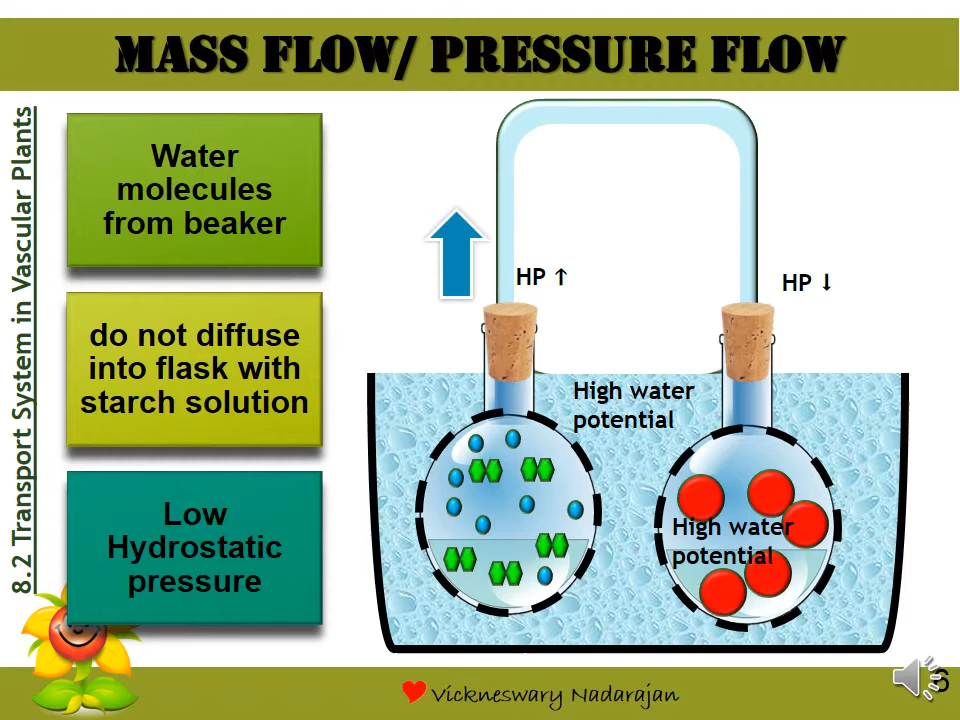 MASS FLOW/ PRESSURE FLOW
8.2 Transport System in Vascular Plants
Water
molecules
from beaker
do not diffuse
into flask with
starch solution
Low
Hydrostatic
pressure
HP ↑
HP ↓
High water
potential
High water
potential
Vickneswary Nadarajan
6